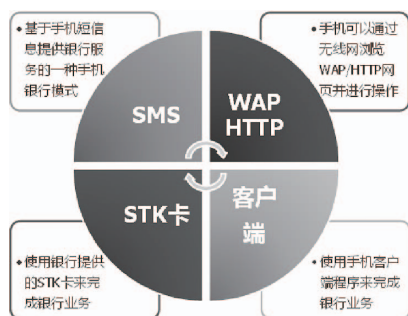 •基于手机短信
息提供银行服
务的一种手机
银行模式
•手机可以通过
无线网浏览
WAP/HTTP网
页并进行操作
SMS
WAP
HTTP
STK卡
客户
端
•使用银行提供
的STK卡来完
成银行业务
•使用手机客户
端程序来完成
银行业务